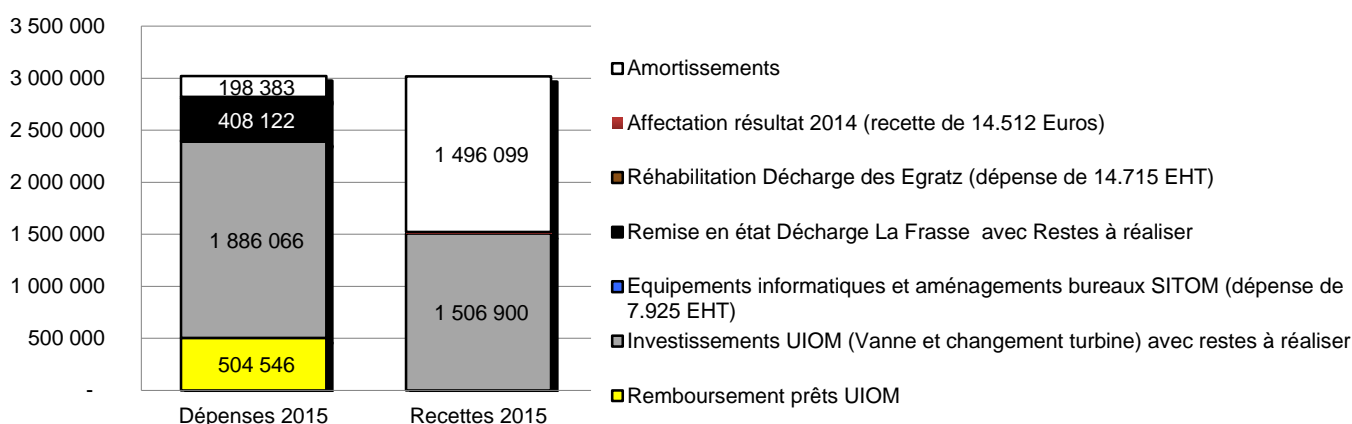 3 500 000
3 000 000
2 500 000
2 000 000
1 500 000
1 000 000
500 000
-
198 383
408 122
1 886 066
504 546
1 496 099
1 506 900
Dépenses 2015
Recettes 2015
Amortissements
Affectation résultat 2014 (recette de 14.512 Euros)
Réhabilitation Décharge des Egratz (dépense de 14.715 EHT)
Remise en état Décharge La Frasse avec Restes à réaliser
Equipements informatiques et aménagements bureaux SITOM (dépense de
7.925 EHT)
Investissements UIOM (Vanne et changement turbine) avec restes à réaliser
Remboursement prêts UIOM